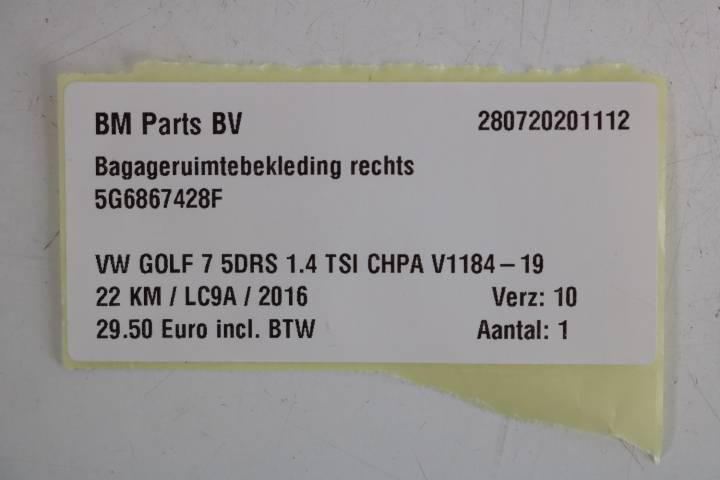 BM Parts BV 280720201112
Bagageruimtebekleding rechts
5G6867428F
VW GOLF 7 5DRS 1.4 TSI CHPA V1184-19
22 KM / LC9A / 2016 Verz: 10
29.50 Euro incl. BTW Aantal: 1